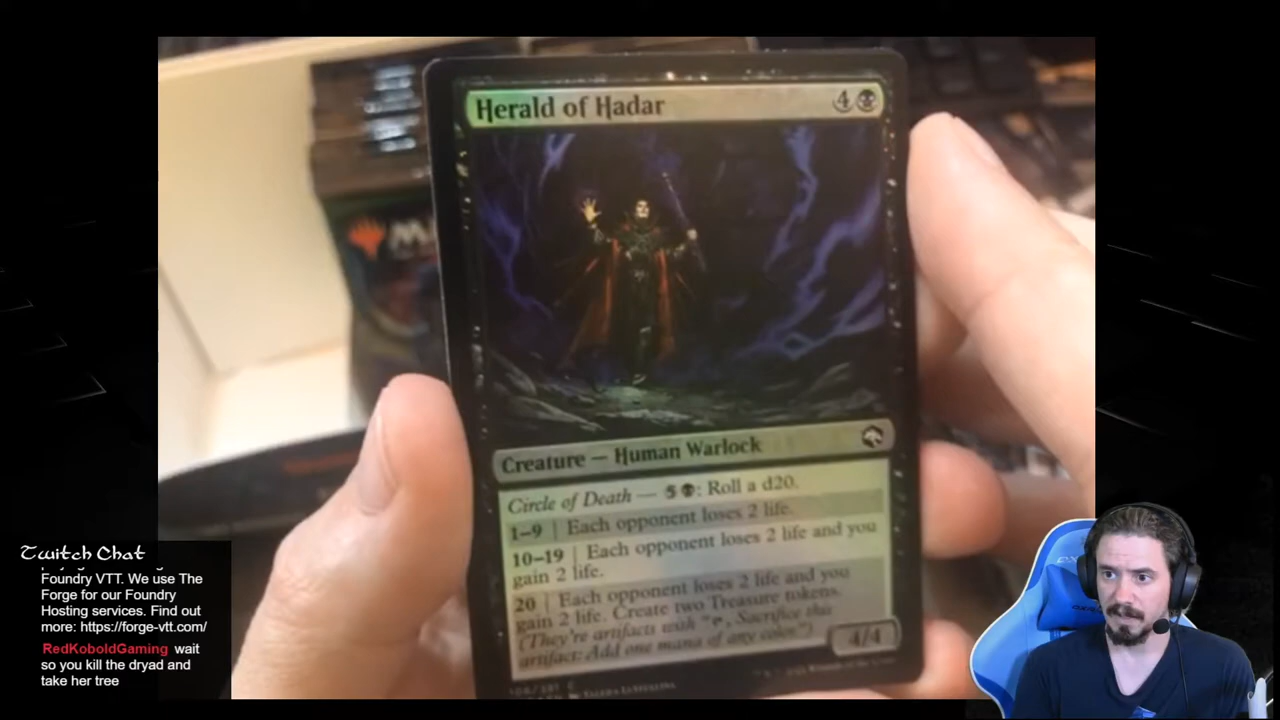 Herald of Hadar
4
Creature — Human Warlock
Circle of Death — 5: Roll a d20.
1–9 | Each opponent loses 2 life.
10–19 | Each opponent loses 2 life and you
gain 2 life.
20 | Each opponent loses 2 life and you
gain 2 life. Create two Treasure tokens.
(They're artifacts with ", Sacrifice this
artifact: Add one mana of any color.")
4/4
Twitch Chat
Foundry VTT. We use The
Forge for our Foundry
Hosting services. Find out
more: https://forge-vtt.com/
RedKoboldGaming wait
so you kill the dryad and
take her tree